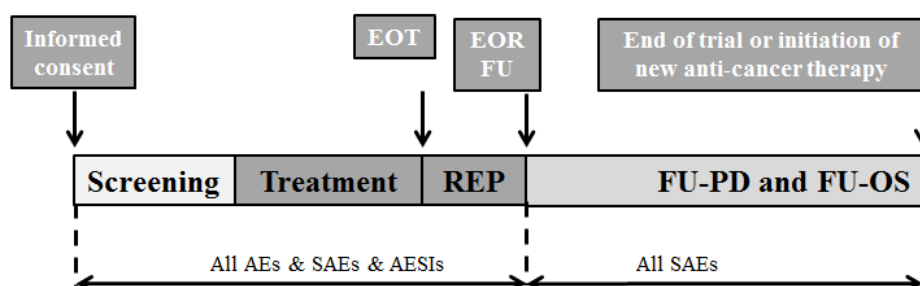 Informed
consent
EOT
EOR
FU
End of trial or initiation of
new anti-cancer therapy
Screening
Treatment
REP
FU-PD and FU-OS
All AEs & SAEs & AESIs
All SAEs